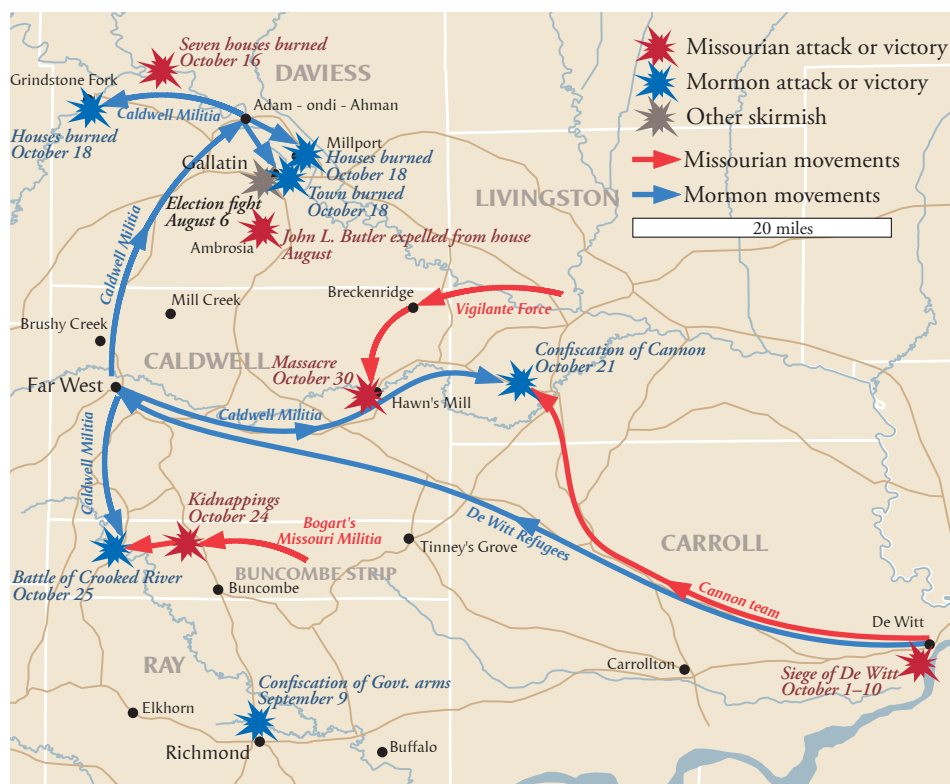 Seven houses burned
October 16
DAVIESS
Grindstone Fork
Caldwell Militia
Adam - ondi - Ahman
Houses burned
October 18
Millport
Gallatin
Houses burned
October 18
Town burned
October 18
Election fight
August 6
Ambrosia
John L. Butler expelled from house
August
LIVINGSTON
Missourian attack or victory
Mormon attack or victory
Other skirmish
Missourian movements
Mormon movements
20 miles
Caldwell Militia
Mill Creek
Brushy Creek
Breckenridge
Vigilante Force
CALDWELL
Massacre
October 30
Confiscation of Cannon
October 21
Far West
Hawn's Mill
Caldwell Militia
Caldwell Militia
Kidnappings
October 24
Bogart's
Missouri Militia
De Witt Refugees
Tinney's Grove
CARROLL
Battle of Crooked River
October 25
BUNCOMBE STRIP
Buncombe
Cannon team
De Witt
RAY
Carrollton
Siege of De Witt
October 1–10
Confiscation of Govt. arms
September 9
Elkhorn
Richmond
Buffalo